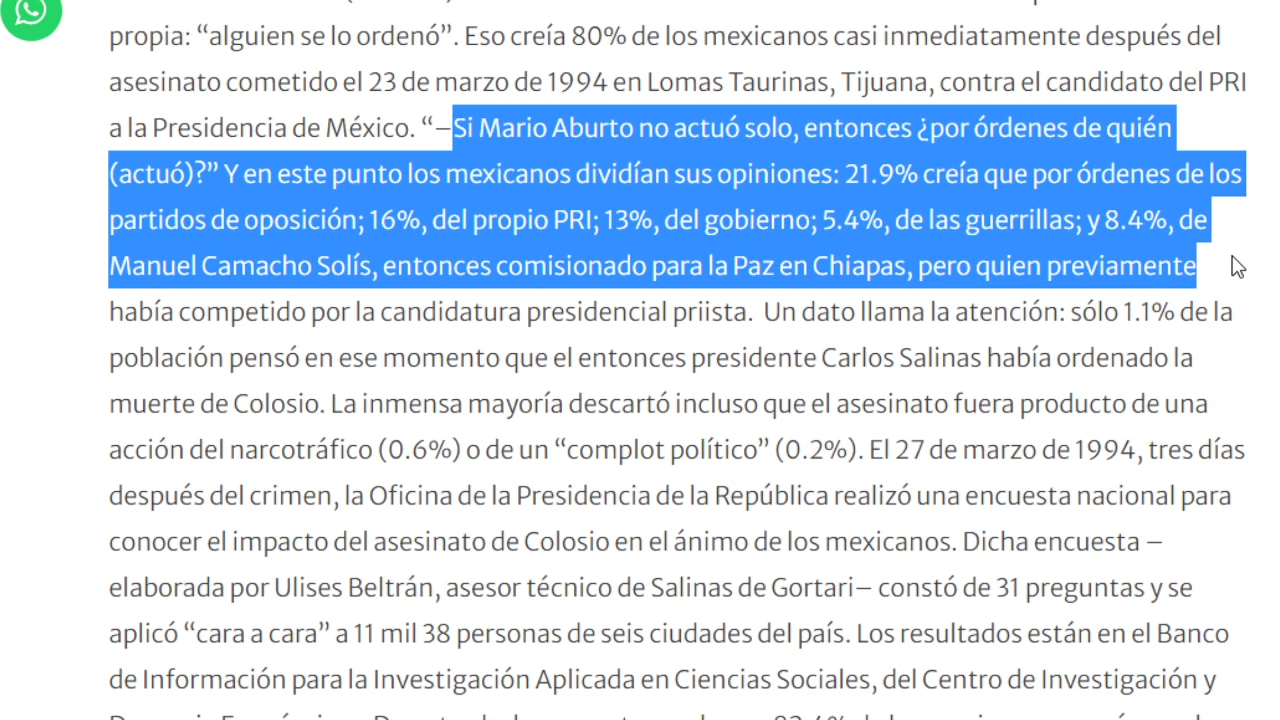 propia: “alguien se lo ordenó”. Eso creía 80% de los mexicanos casi inmediatamente después del
asesinato cometido el 23 de marzo de 1994 en Lomas Taurinas, Tijuana, contra el candidato del PRI
a la Presidencia de México. “–Si Mario Aburto no actuó solo, entonces ¿por órdenes de quién
(actuó)?” Y en este punto los mexicanos dividían sus opiniones: 21.9% creía que por órdenes de los
partidos de oposición; 16%, del propio PRI; 13%, del gobierno; 5.4%, de las guerrillas; y 8.4%, de
Manuel Camacho Solís, entonces comisionado para la Paz en Chiapas, pero quien previamente
había competido por la candidatura presidencial priista.  Un dato llama la atención: sólo 1.1% de la
población pensó en ese momento que el entonces presidente Carlos Salinas había ordenado la
muerte de Colosio. La inmensa mayoría descartó incluso que el asesinato fuera producto de una
acción del narcotráfico (0.6%) o de un “complot político” (0.2%). El 27 de marzo de 1994, tres días
después del crimen, la Oficina de la Presidencia de la República realizó una encuesta nacional para
conocer el impacto del asesinato de Colosio en el ánimo de los mexicanos. Dicha encuesta –
elaborada por Ulises Beltrán, asesor técnico de Salinas de Gortari– constó de 31 preguntas y se
aplicó “cara a cara” a 11 mil 38 personas de seis ciudades del país. Los resultados están en el Banco
de Información para la Investigación Aplicada en Ciencias Sociales, del Centro de Investigación y